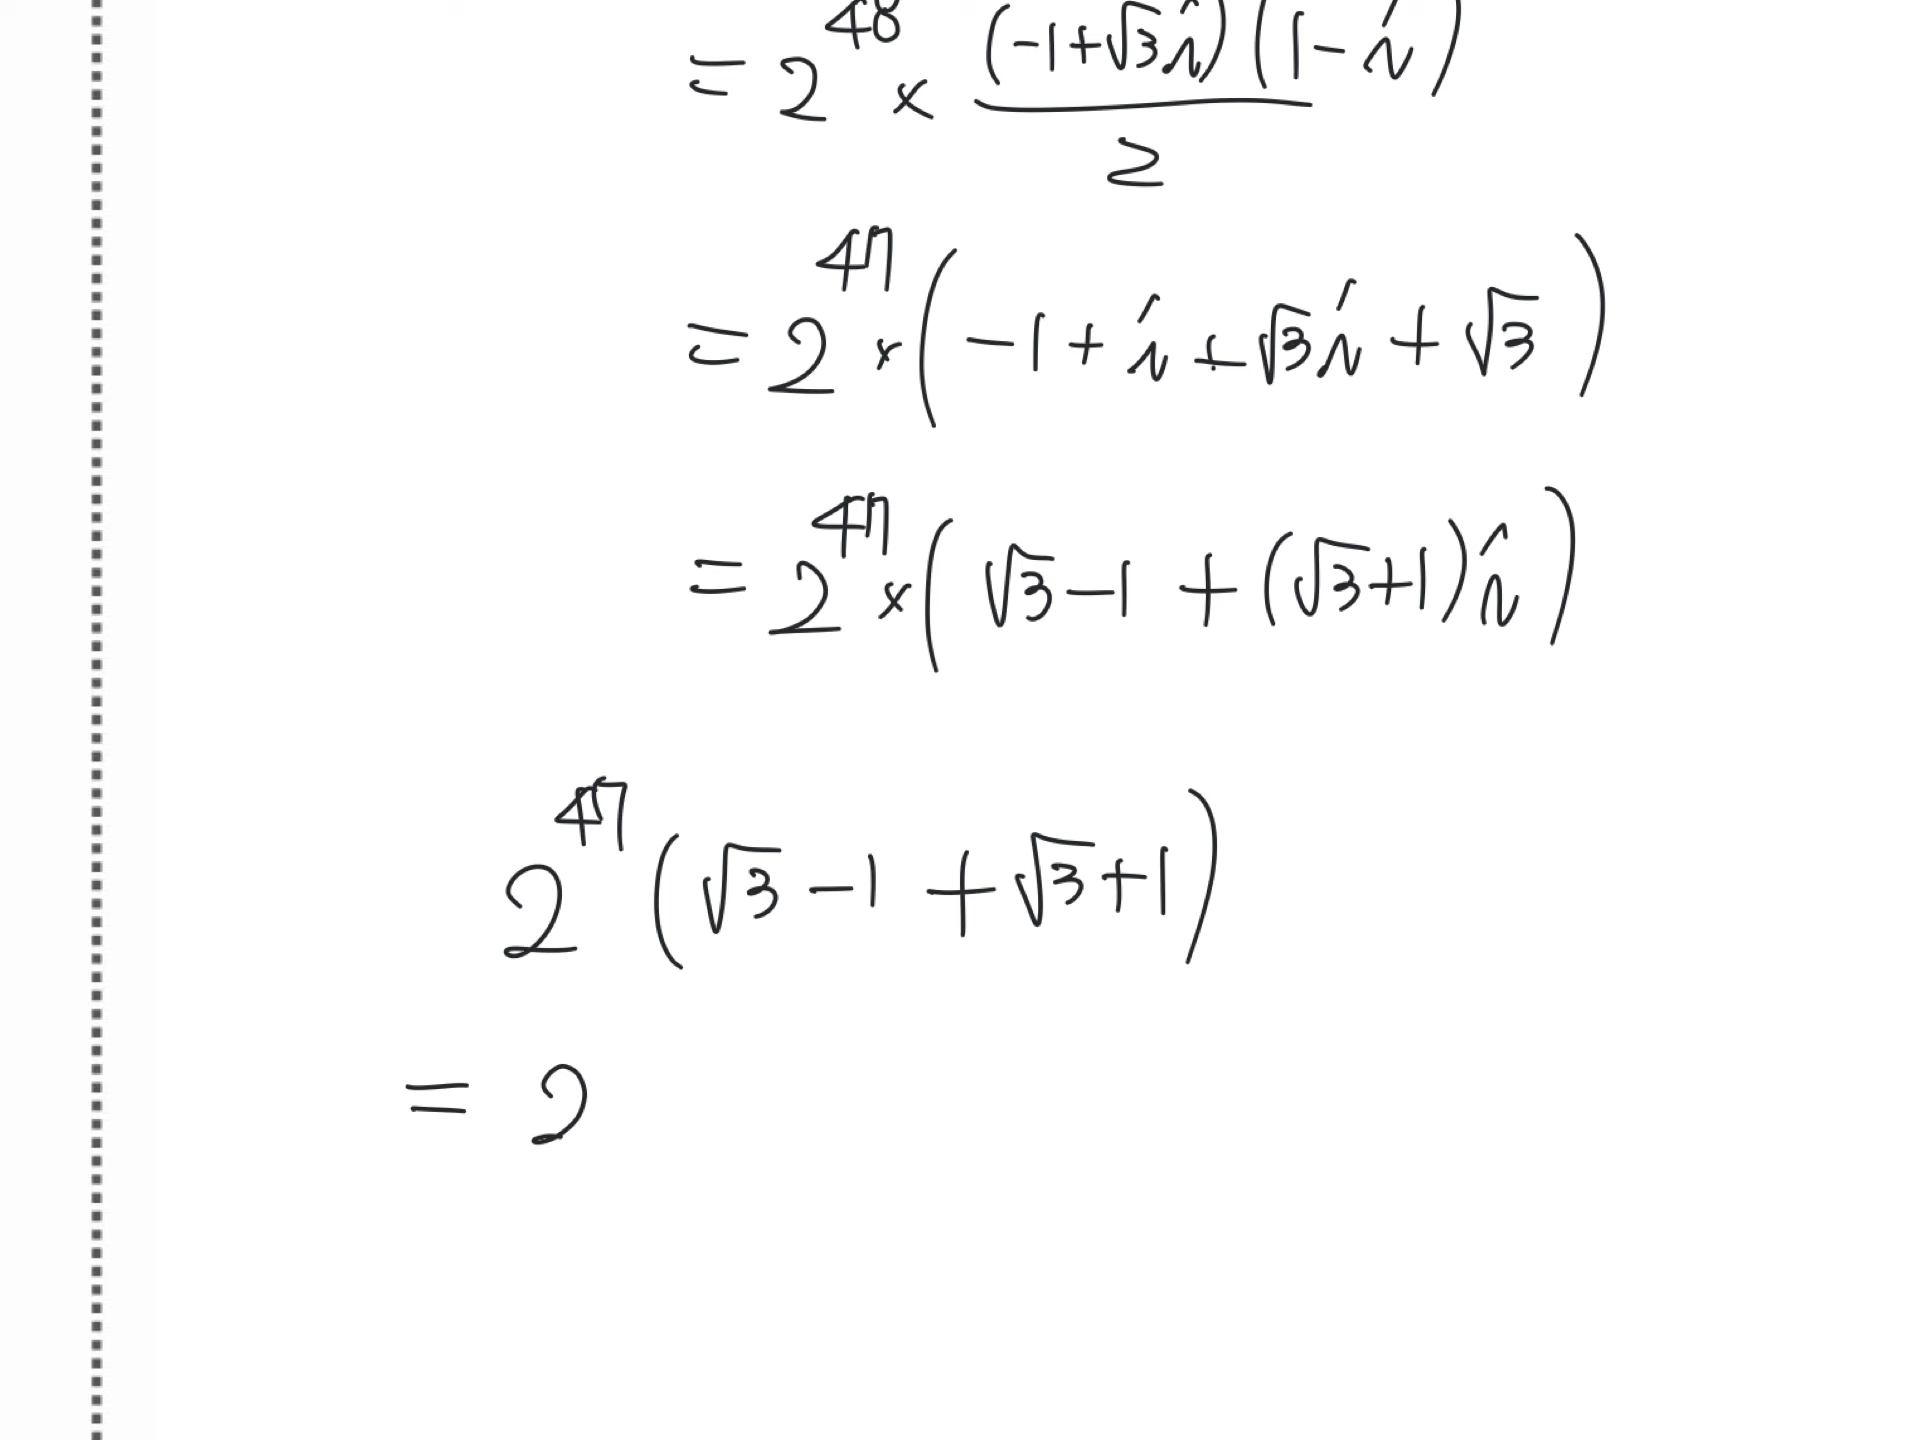 = 2^48 × (-1+√3i)(1-i) / 2
= 2^47 × (-1 + i + √3i + √3)
= 2^47 × (√3-1 + (√3+1)i)
2^47 (√3-1 + √3+1)
= 2